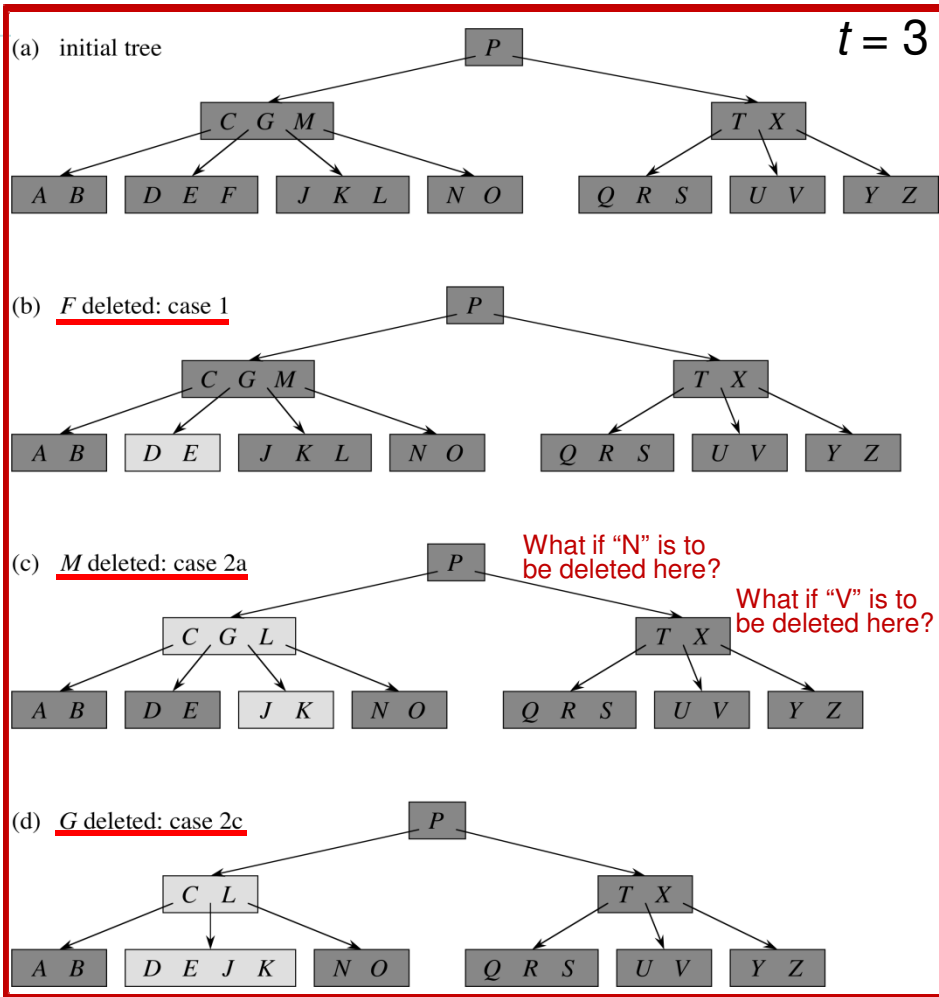 (a) initial tree
t = 3
P
C G M
T X
A B
D E F
J K L
N O
Q R S
U V
Y Z
(b) F deleted: case 1
P
C G M
T X
A B
D E
J K L
N O
Q R S
U V
Y Z
(c) M deleted: case 2a
P
What if “N” is to
be deleted here?
What if “V” is to
be deleted here?
C G L
T X
A B
D E
J K
N O
Q R S
U V
Y Z
(d) G deleted: case 2c
P
C L
T X
A B
D E J K
N O
Q R S
U V
Y Z